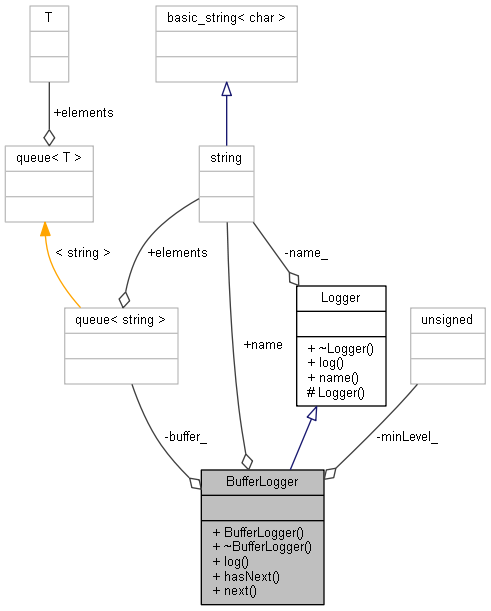 T
basic_string< char >
+elements
queue< T >
string
< string >
+elements
-name_
queue< string >
Logger
+ ~Logger()
+ log()
+ name()
# Logger()
unsigned
+name
-buffer_
-minLevel_
BufferLogger
+ BufferLogger()
+ ~BufferLogger()
+ log()
+ hasNext()
+ next()